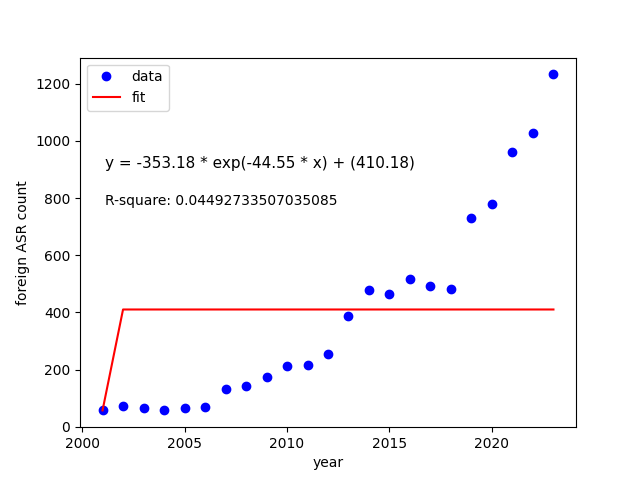 data
fit
y = -353.18 * exp(-44.55 * x) + (410.18)
R-square: 0.04492733507035085
1200
1000
800
600
400
200
0
foreign ASR count
2000 2005 2010 2015 2020
year